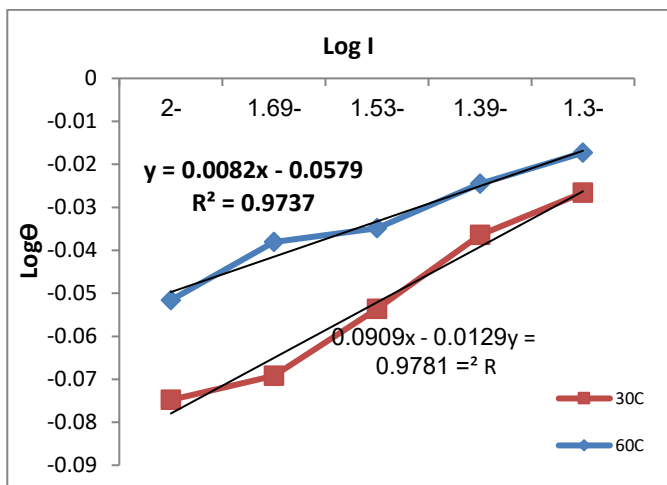 Log I
0
2-
1.69-
1.53-
1.39-
1.3-
-0.01
-0.02
-0.03
-0.04
-0.05
-0.06
-0.07
-0.08
-0.09
LogΘ
y = 0.0082x - 0.0579
R² = 0.9737
0.0909x - 0.0129y =
0.9781 =² R
30C
60C